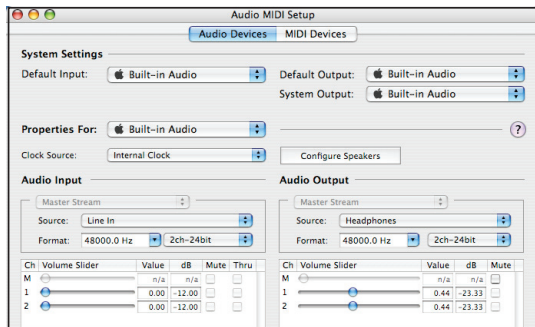 Audio MIDI Setup
Audio Devices MIDI Devices
System Settings
Default Input: Built-in Audio Default Output: Built-in Audio
System Output: Built-in Audio
Properties For: Built-in Audio ?
Clock Source: Internal Clock Configure Speakers
Audio Input Audio Output
Master Stream Master Stream
Source: Line In Source: Headphones
Format: 48000.0 Hz 2ch-24bit Format: 48000.0 Hz 2ch-24bit
Ch Volume Slider Value dB Mute Thru Ch Volume Slider Value dB Mute
M n/a n/a M n/a n/a
1 0.00 -12.00 1 0.44 -23.33
2 0.00 -12.00 2 0.44 -23.33